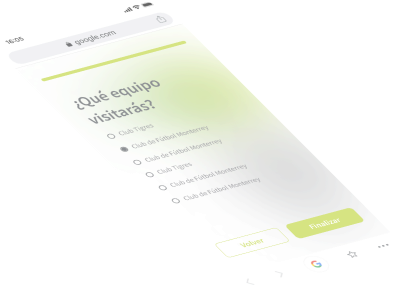 16:05
google.com
¿Qué equipo
visitarás?
Club Tigres
Club de Fútbol Monterrey
Club de Fútbol Monterrey
Club Tigres
Club de Fútbol Monterrey
Club de Fútbol Monterrey
Volver
Finalizar